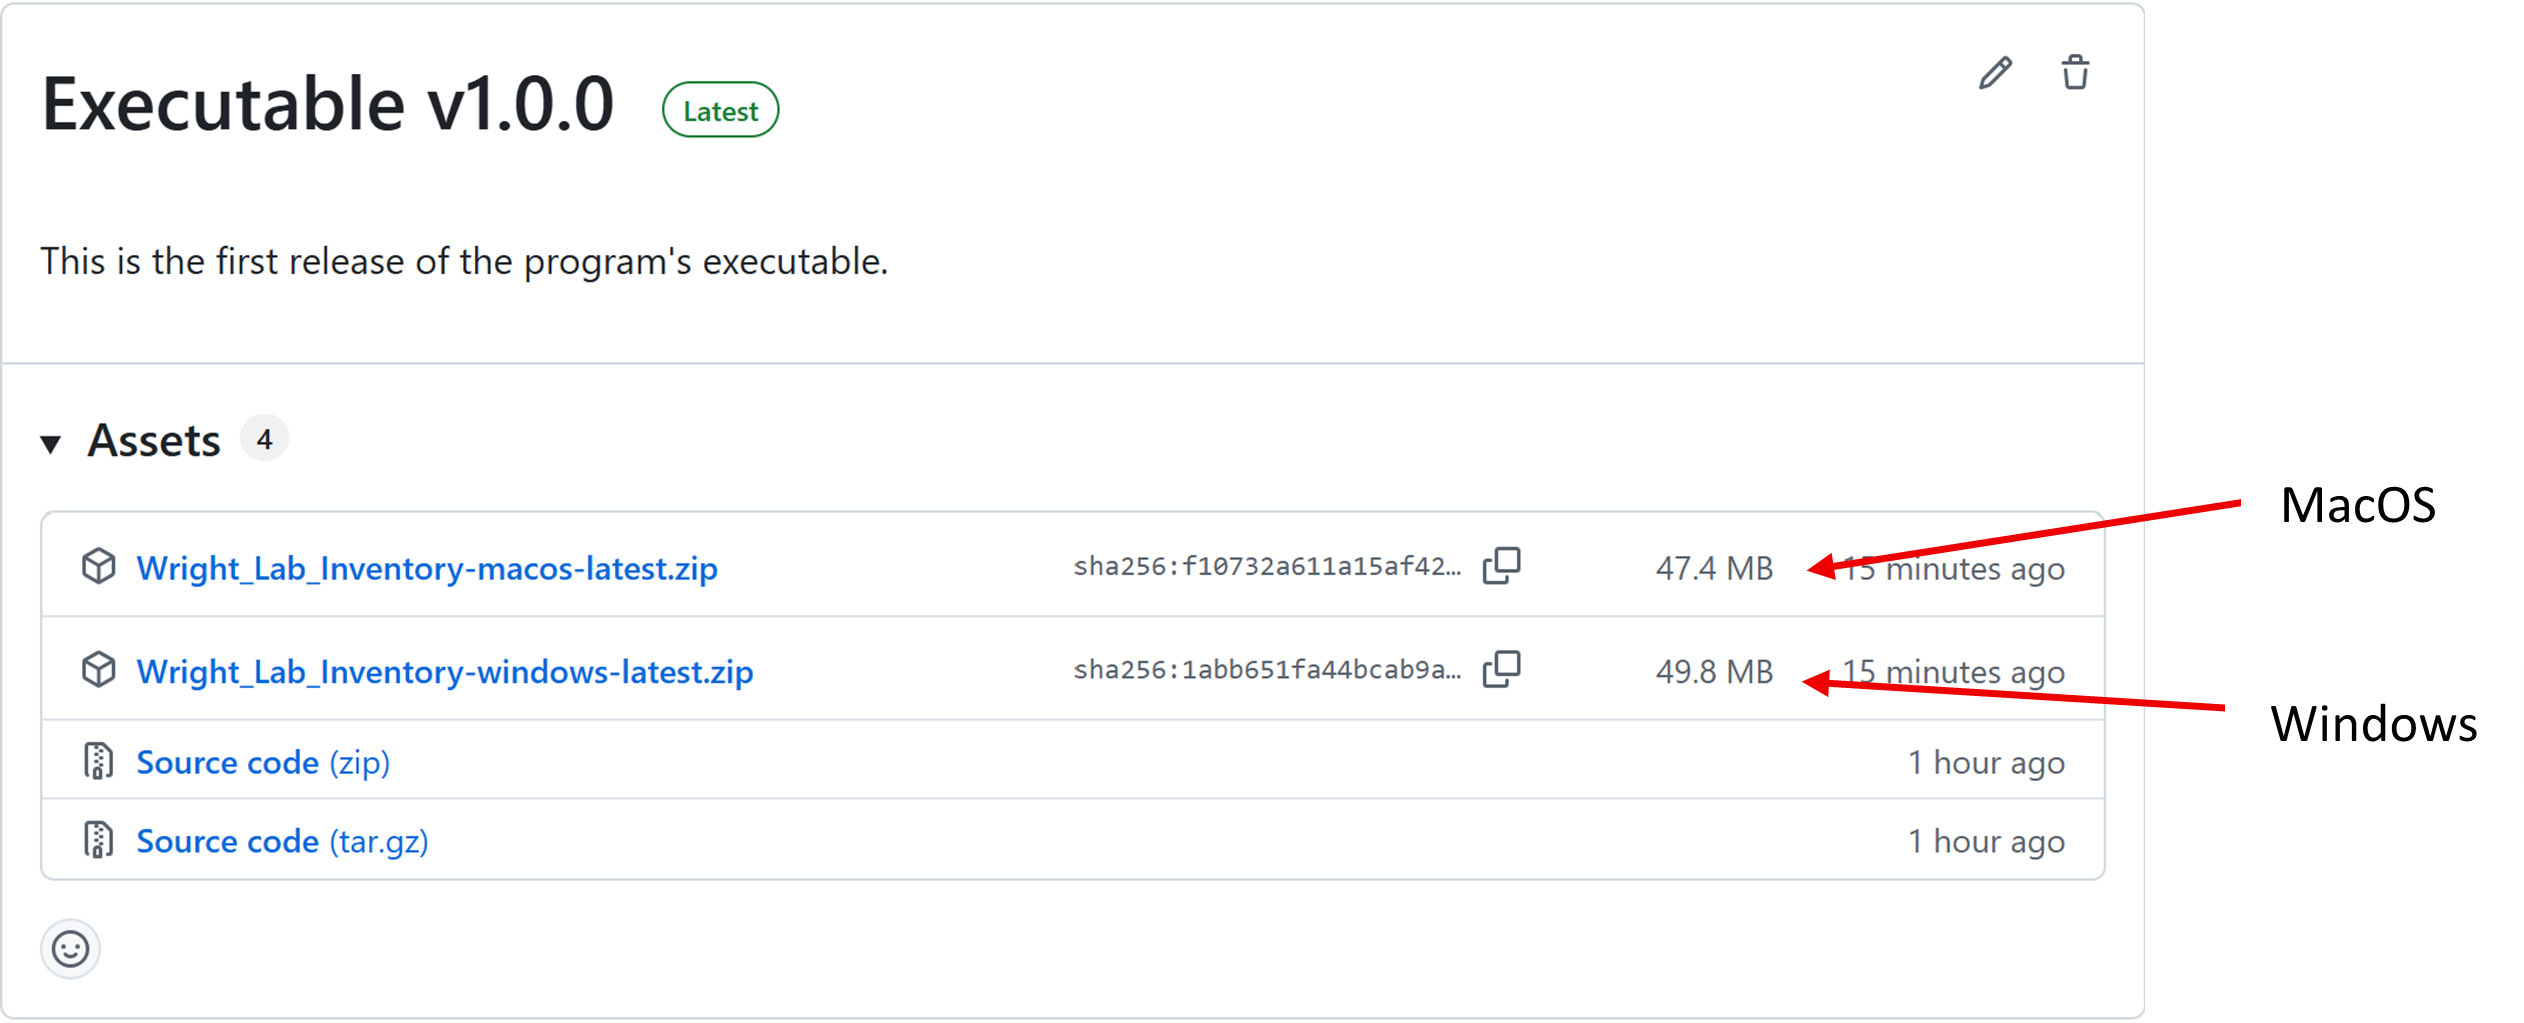 Executable v1.0.0 Latest
This is the first release of the program's executable.
Assets 4
Wright_Lab_Inventory-macos-latest.zip sha256:f10732a611a15af42… 47.4 MB 15 minutes ago
MacOS
Wright_Lab_Inventory-windows-latest.zip sha256:1abb651fa44bcab9a… 49.8 MB 15 minutes ago
Windows
Source code (zip) 1 hour ago
Source code (tar.gz) 1 hour ago